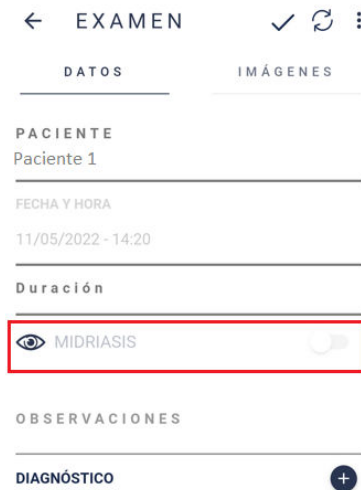 EXAMEN
DATOS IMÁGENES
PACIENTE
Paciente 1
FECHA Y HORA
11/05/2022 - 14:20
Duración
MIDRIASIS
OBSERVACIONES
DIAGNÓSTICO